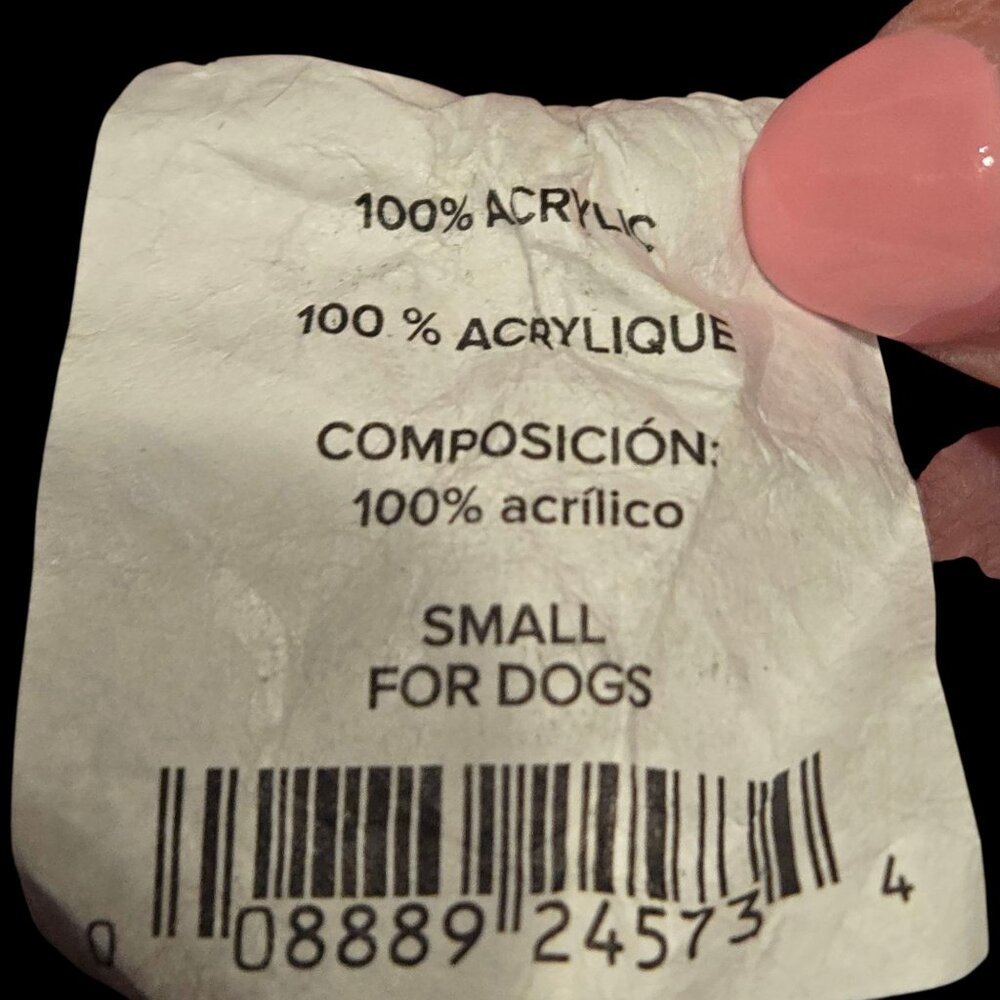 100% ACRYLIC
100 % ACRYLIQUE
COMPOSICIÓN:
100% acrílico
SMALL
FOR DOGS
0 08889 24573 4